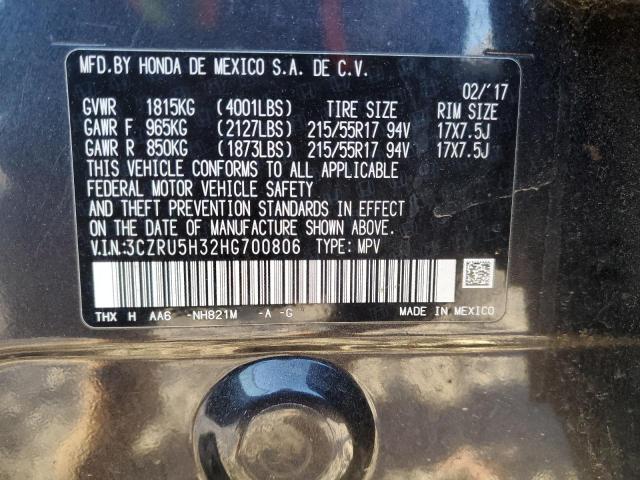 MFD.BY HONDA DE MEXICO S.A. DE C.V.
02/'17
GVWR 1815KG (4001LBS) TIRE SIZE RIM SIZE
GAWR F 965KG (2127LBS) 215/55R17 94V 17X7.5J
GAWR R 850KG (1873LBS) 215/55R17 94V 17X7.5J
THIS VEHICLE CONFORMS TO ALL APPLICABLE
FEDERAL MOTOR VEHICLE SAFETY
AND THEFT PREVENTION STANDARDS IN EFFECT
ON THE DATE OF MANUFACTURE SHOWN ABOVE.
V.I.N:3CZRU5H32HG700806 TYPE: MPV
THX H AA6 -NH821M -A -G MADE IN MEXICO